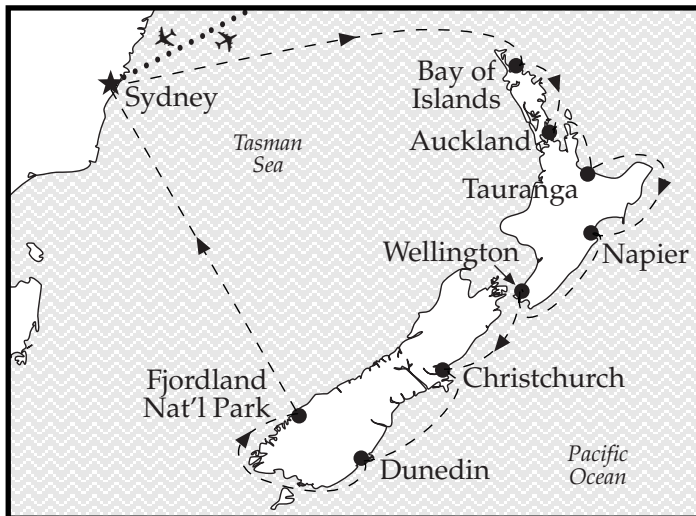 Bay of
Islands
Sydney
Tasman
Sea
Auckland
Tauranga
Wellington
Napier
Fjordland
Nat'l Park
Christchurch
Dunedin
Pacific
Ocean